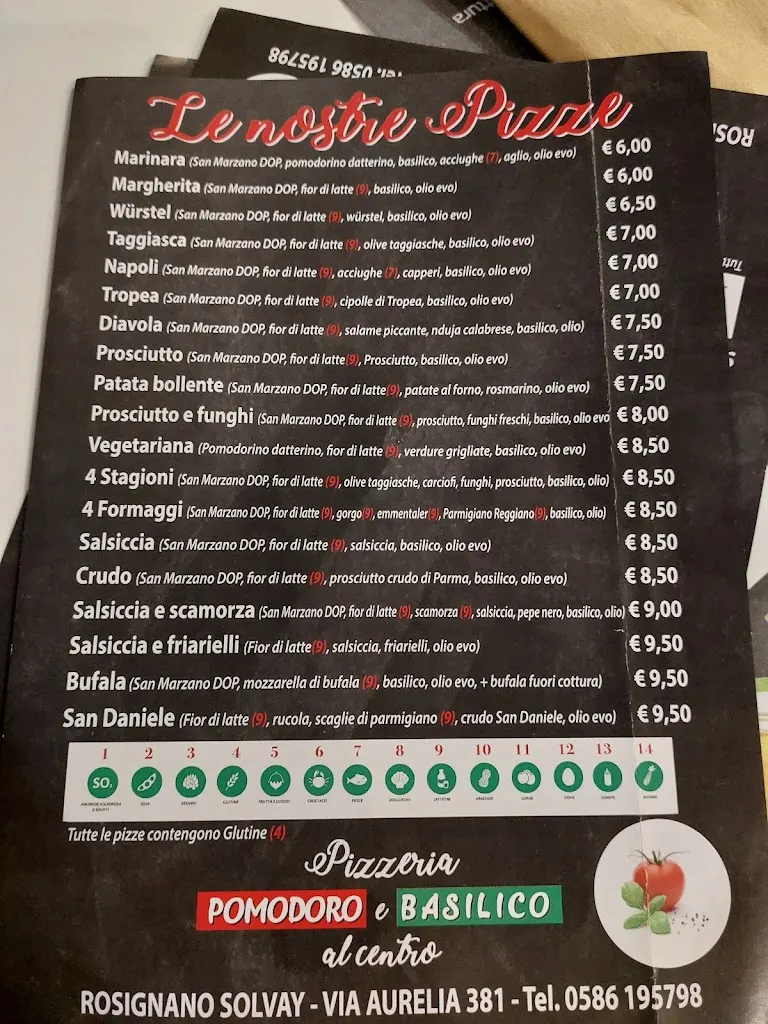 ttura
Tel. 0586 195798
ROSI
Tutt
Le nostre Pizze
Marinara (San Marzano DOP, pomodorino datterino, basilico, acciughe (7), aglio, olio evo) € 6,00
Margherita (San Marzano DOP, fior di latte (9), basilico, olio evo) € 6,00
Würstel (San Marzano DOP, fior di latte (9), würstel, basilico, olio evo) € 6,50
Taggiasca (San Marzano DOP, fior di latte (9), olive taggiasche, basilico, olio evo) € 7,00
Napoli (San Marzano DOP, fior di latte (9), acciughe (7), capperi, basilico, olio evo) € 7,00
Tropea (San Marzano DOP, fior di latte (9), cipolle di Tropea, basilico, olio evo) € 7,00
Diavola (San Marzano DOP, fior di latte (9), salame piccante, nduja calabrese, basilico, olio) € 7,50
Prosciutto (San Marzano DOP, fior di latte(9), Prosciutto, basilico, olio evo) € 7,50
Patata bollente (San Marzano DOP, fior di latte(9), patate al forno, rosmarino, olio evo) € 7,50
Prosciutto e funghi (San Marzano DOP, fior di latte (9), prosciutto, funghi freschi, basilico, olio evo € 8,00
Vegetariana (Pomodorino datterino, fior di latte (9), verdure grigliate, basilico, olio evo) € 8,50
4 Stagioni (San Marzano DOP, fior di latte (9), olive taggiasche, carciofi, funghi, prosciutto, basilico, olio) € 8,50
4 Formaggi (San Marzano DOP, fior di latte (9), gorgo(9), emmentaler(9), Parmigiano Reggiano(9), basilico, olio) € 8,50
Salsiccia (San Marzano DOP, fior di latte (9), salsiccia, basilico, olio evo) € 8,50
Crudo (San Marzano DOP, fior di latte (9), prosciutto crudo di Parma, basilico, olio evo) € 8,50
Salsiccia e scamorza (San Marzano DOP, fior di latte (9), scamorza (9), salsiccia, pepe nero, basilico, olio) € 9,00
Salsiccia e friarielli (Fior di latte(9), salsiccia, friarielli, olio evo) € 9,50
Bufala (San Marzano DOP, mozzarella di bufala (9), basilico, olio evo, + bufala fuori cottura) € 9,50
San Daniele (Fior di latte (9), rucola, scaglie di parmigiano (9), crudo San Daniele, olio evo) € 9,50
1 2 3 4 5 6 7 8 9 10 11 12 13 14
SO.
Tutte le pizze contengono Glutine (4)
Pizzeria
POMODORO e BASILICO
al centro
ROSIGNANO SOLVAY - VIA AURELIA 381 - Tel. 0586 195798